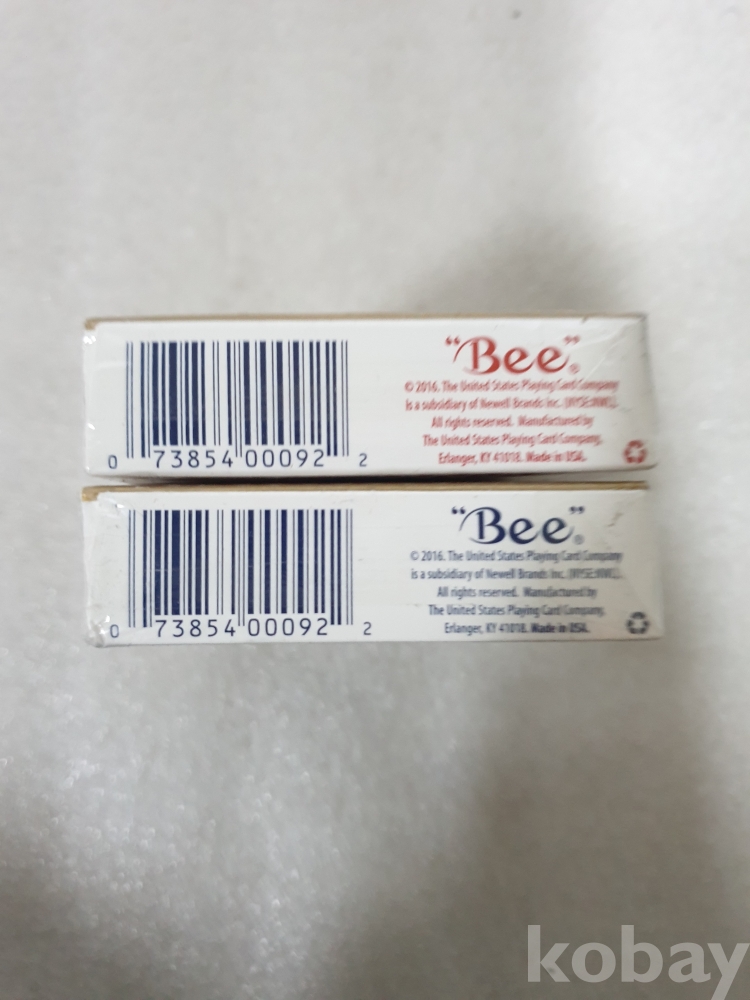 "Bee"®
© 2016. The United States Playing Card Company
is a subsidiary of Newell Brands Inc. (NYSE:NWL).
All rights reserved. Manufactured by
The United States Playing Card Company,
Erlanger, KY 41018. Made in USA.
0 73854 00092 2
"Bee"®
© 2016. The United States Playing Card Company
is a subsidiary of Newell Brands Inc. (NYSE:NWL).
All rights reserved. Manufactured by
The United States Playing Card Company,
Erlanger, KY 41018. Made in USA.
0 73854 00092 2
kobay